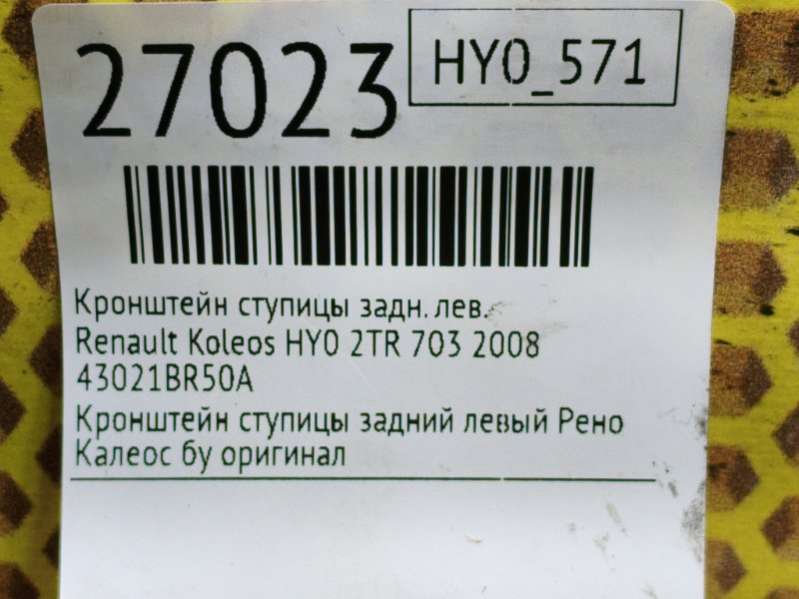 27023
HY0_571
Кронштейн ступицы задн. лев.
Renault Koleos HY0 2TR 703 2008
43021BR50A
Кронштейн ступицы задний левый Рено
Калеос бу оригинал